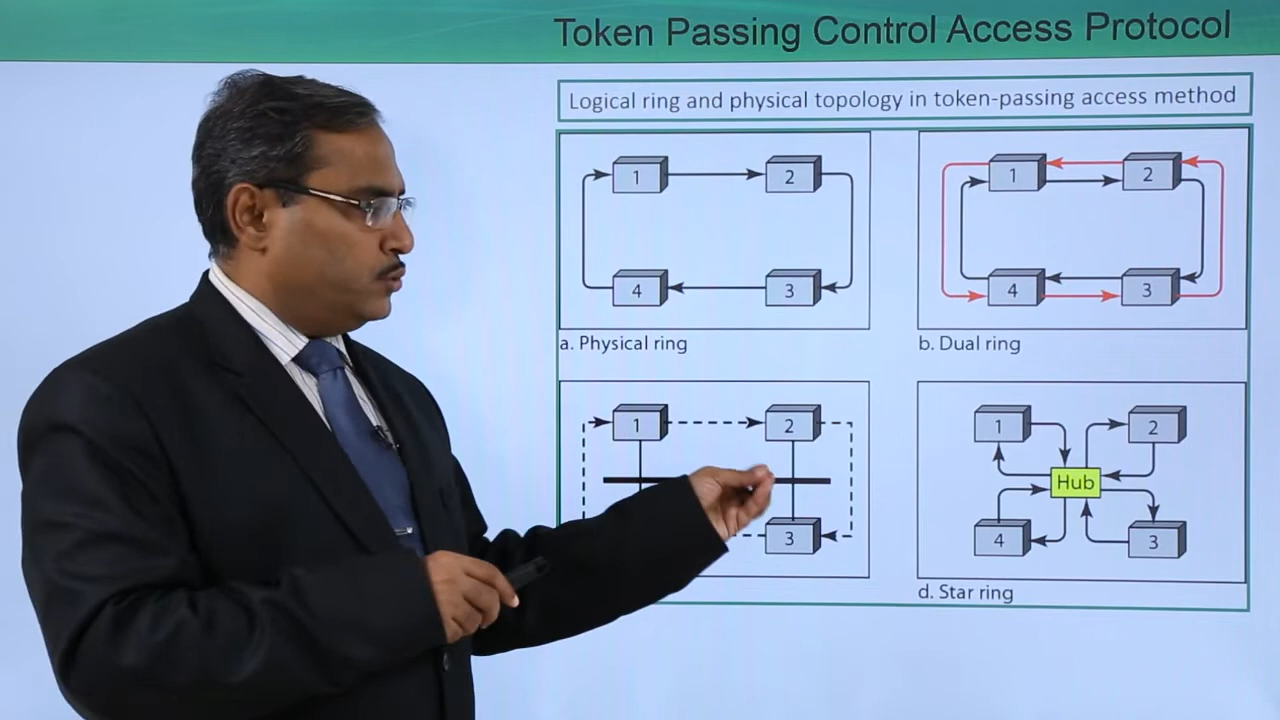 Token Passing Control Access Protocol
Logical ring and physical topology in token-passing access method
1
2
4
3
a. Physical ring
1
2
4
3
b. Dual ring
1
2
3
1
2
Hub
4
3
d. Star ring